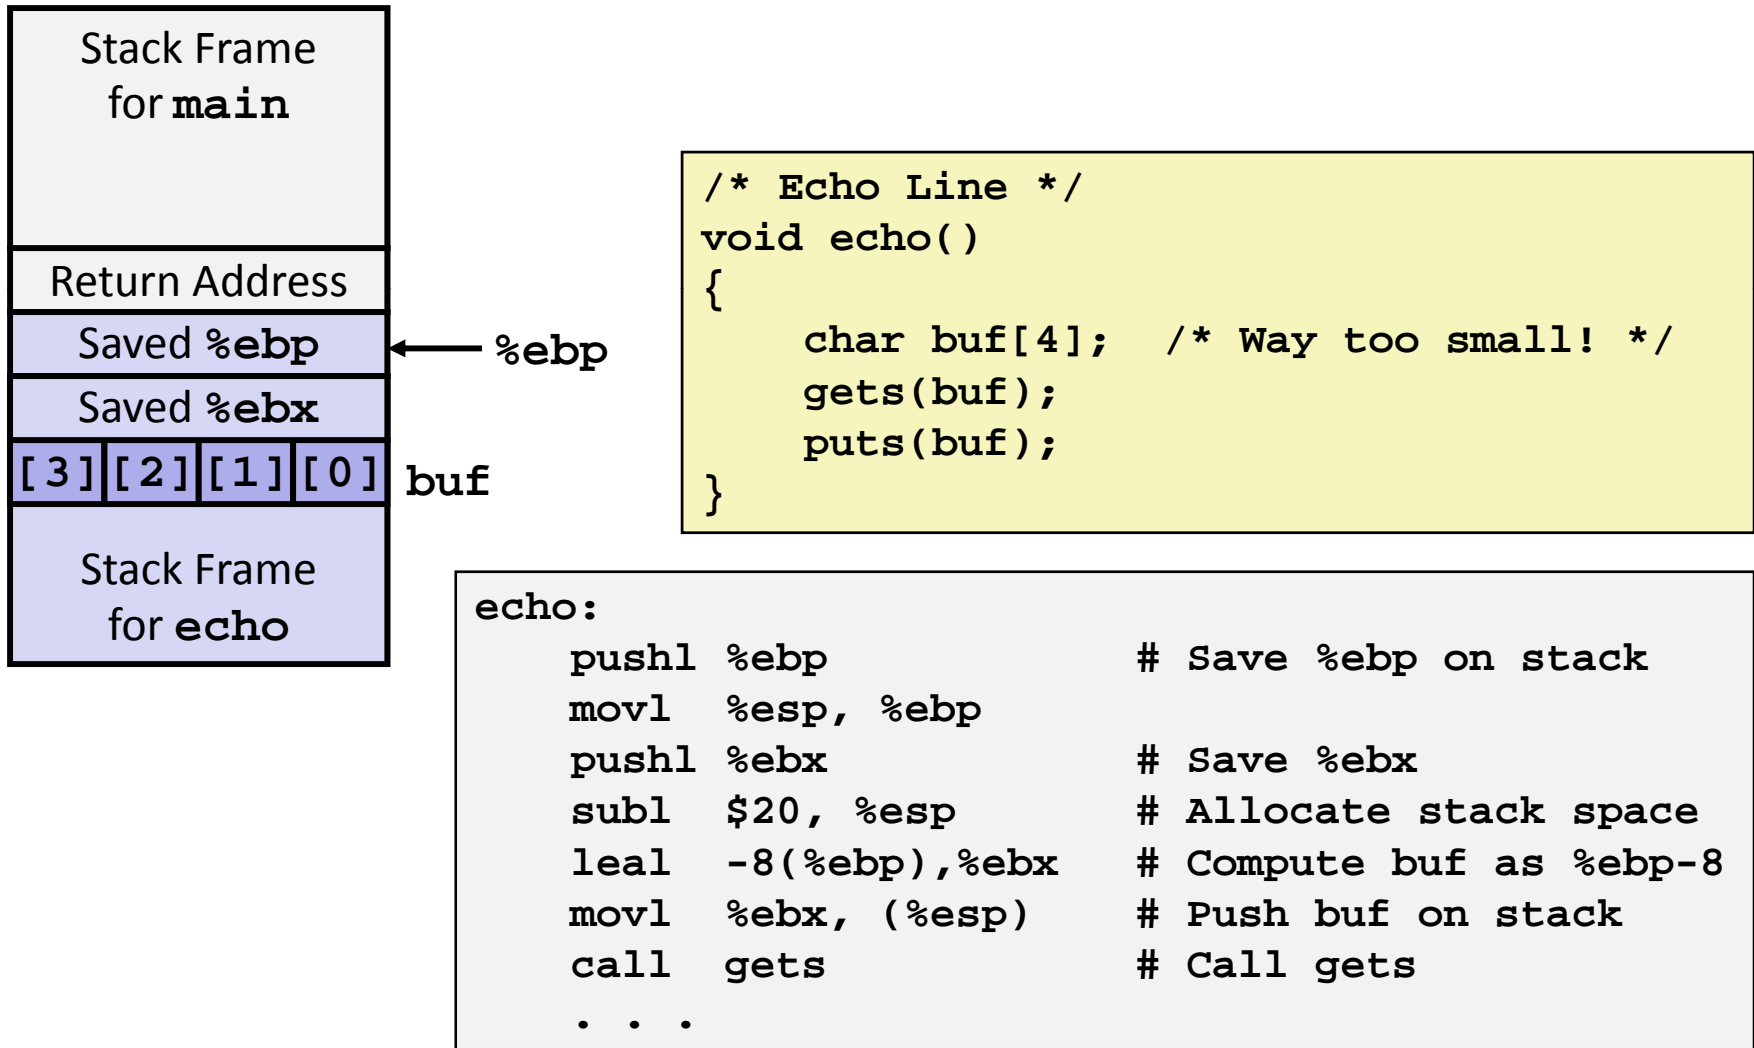 Stack Frame
for main
Return Address
Saved %ebp
%ebp
Saved %ebx
[3][2][1][0] buf
Stack Frame
for echo
/* Echo Line */
void echo()
{
    char buf[4];  /* Way too small! */
    gets(buf);
    puts(buf);
}
echo:
    pushl %ebp             # Save %ebp on stack
    movl  %esp, %ebp
    pushl %ebx             # Save %ebx
    subl  $20, %esp        # Allocate stack space
    leal  -8(%ebp),%ebx    # Compute buf as %ebp-8
    movl  %ebx, (%esp)     # Push buf on stack
    call  gets             # Call gets
    . . .